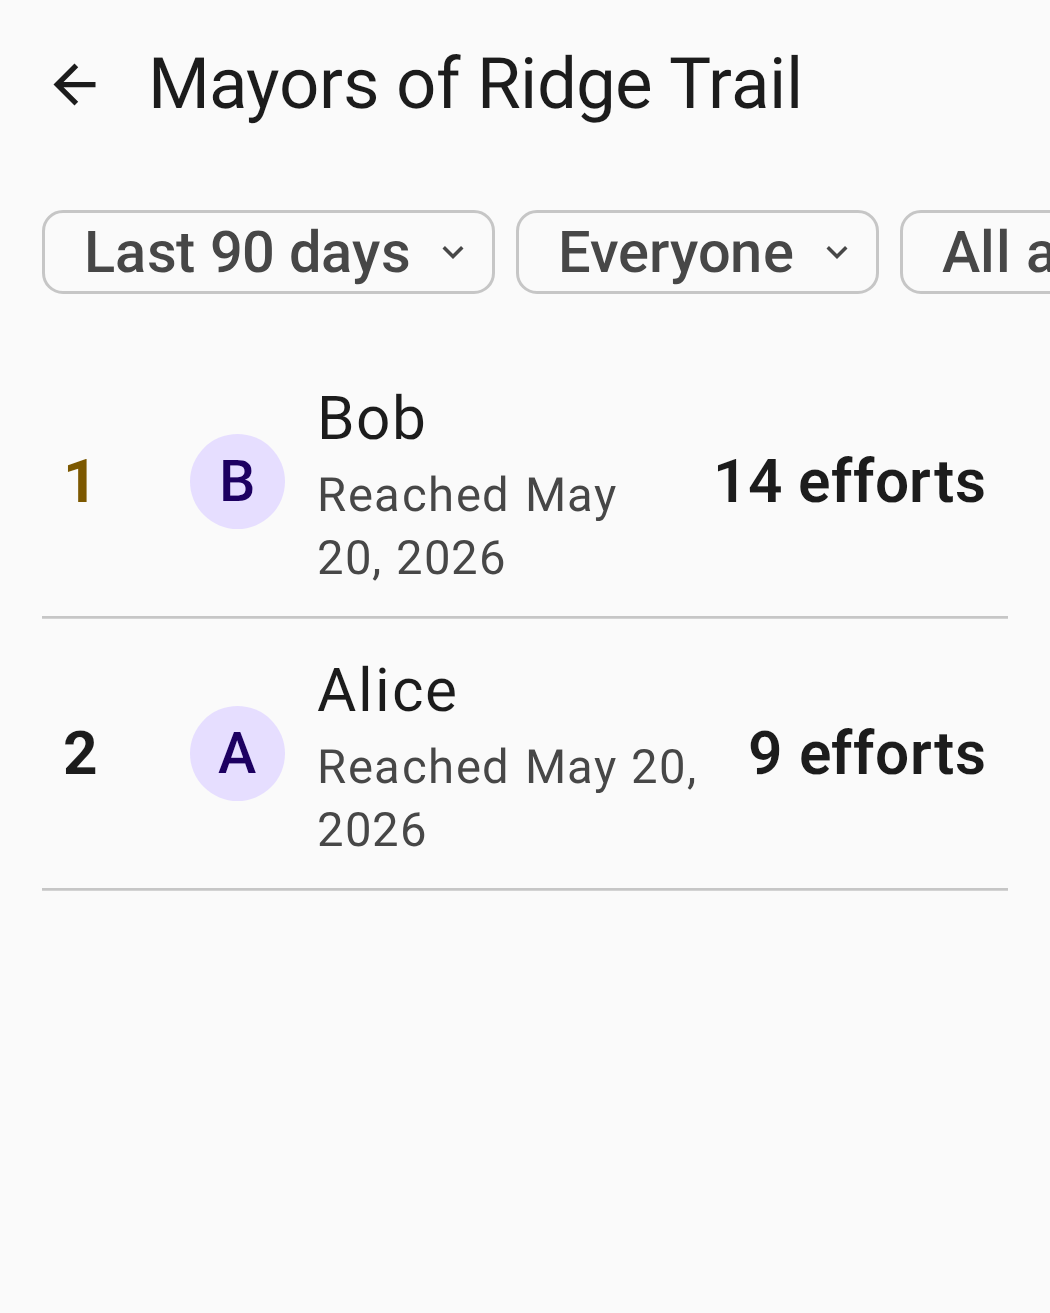 Mayors of Ridge Trail
Last 90 days
Everyone
All a
1
B
Bob
Reached May
20, 2026
14 efforts
2
A
Alice
Reached May 20,
2026
9 efforts